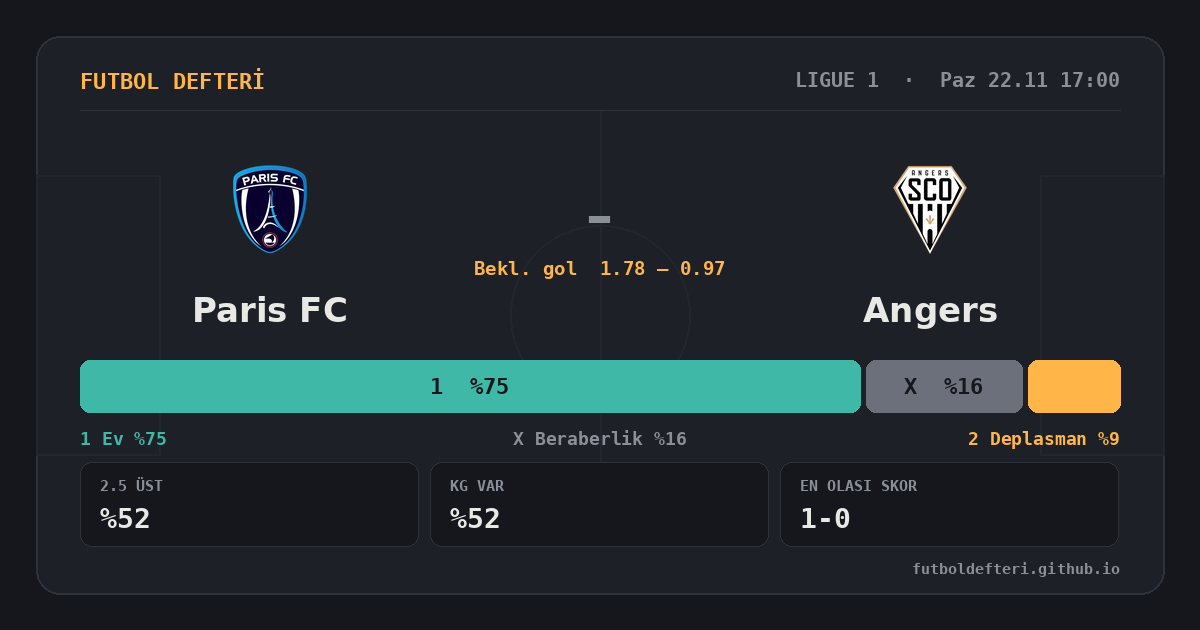 FUTBOL DEFTERİ
LIGUE 1 · Paz 22.11 17:00
PARIS FC
ANGERS
SCO
–
Bekl. gol 1.78 – 0.97
Paris FC
Angers
1 %75
X %16
1 Ev %75
X Beraberlik %16
2 Deplasman %9
2.5 ÜST
%52
KG VAR
%52
EN OLASI SKOR
1-0
futboldefteri.github.io